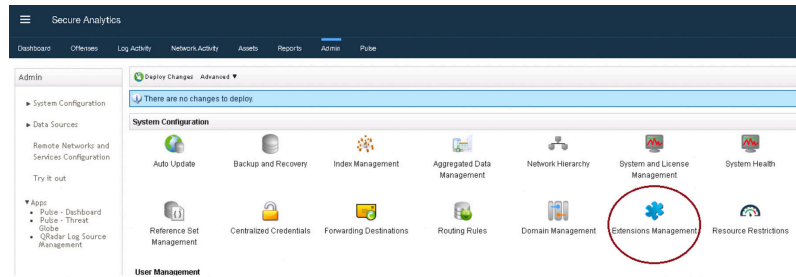 Secure Analytics
Dashboard Offenses Log Activity Network Activity Assets Reports Admin Pulse
Admin
Deploy Changes Advanced ▼
There are no changes to deploy.
▶ System Configuration
▶ Data Sources
Remote Networks and
Services Configuration
Try it out
▼ Apps
• Pulse - Dashboard
• Pulse - Threat
Globe
• QRadar Log Source
Management
System Configuration
Auto Update
Backup and Recovery
Index Management
Aggregated Data
Management
Network Hierarchy
System and License
Management
System Health
Reference Set
Management
Centralized Credentials
Forwarding Destinations
Routing Rules
Domain Management
Extensions Management
Resource Restrictions
User Management